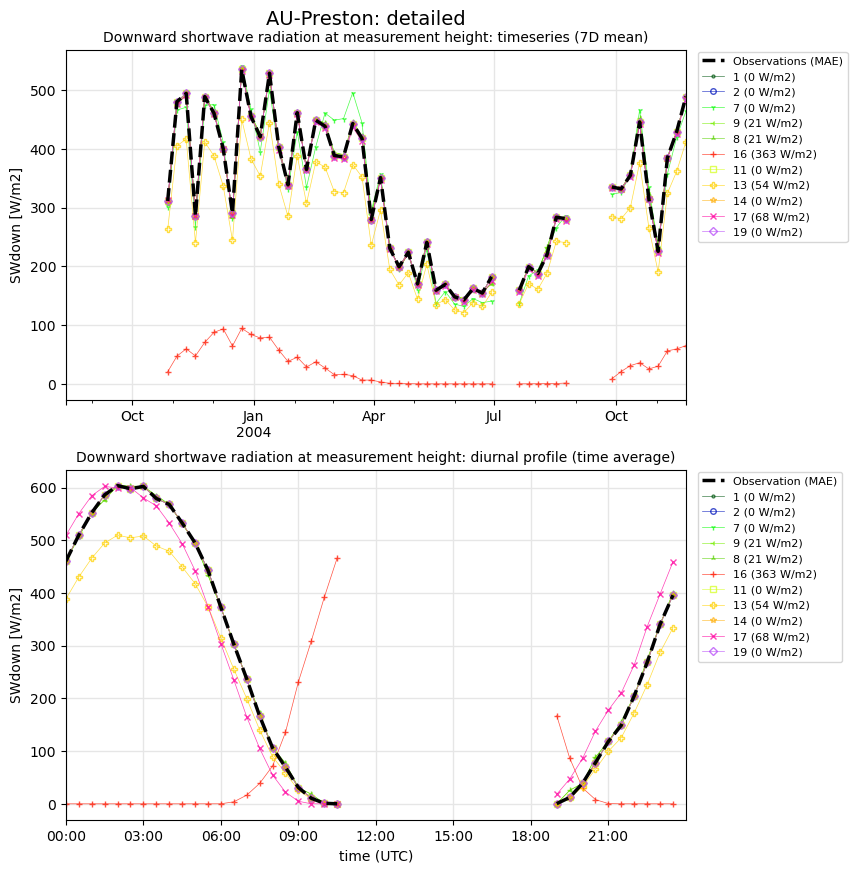 AU-Preston: detailed
Downward shortwave radiation at measurement height: timeseries (7D mean)
SWdown [W/m2]
500
400
300
200
100
0
Oct
Jan
2004
Apr
Jul
Oct
Observations (MAE)
1 (0 W/m2)
2 (0 W/m2)
7 (0 W/m2)
9 (21 W/m2)
8 (21 W/m2)
16 (363 W/m2)
11 (0 W/m2)
13 (54 W/m2)
14 (0 W/m2)
17 (68 W/m2)
19 (0 W/m2)
Downward shortwave radiation at measurement height: diurnal profile (time average)
SWdown [W/m2]
600
500
400
300
200
100
0
00:00
03:00
06:00
09:00
12:00
15:00
18:00
21:00
time (UTC)
Observation (MAE)
1 (0 W/m2)
2 (0 W/m2)
7 (0 W/m2)
9 (21 W/m2)
8 (21 W/m2)
16 (363 W/m2)
11 (0 W/m2)
13 (54 W/m2)
14 (0 W/m2)
17 (68 W/m2)
19 (0 W/m2)